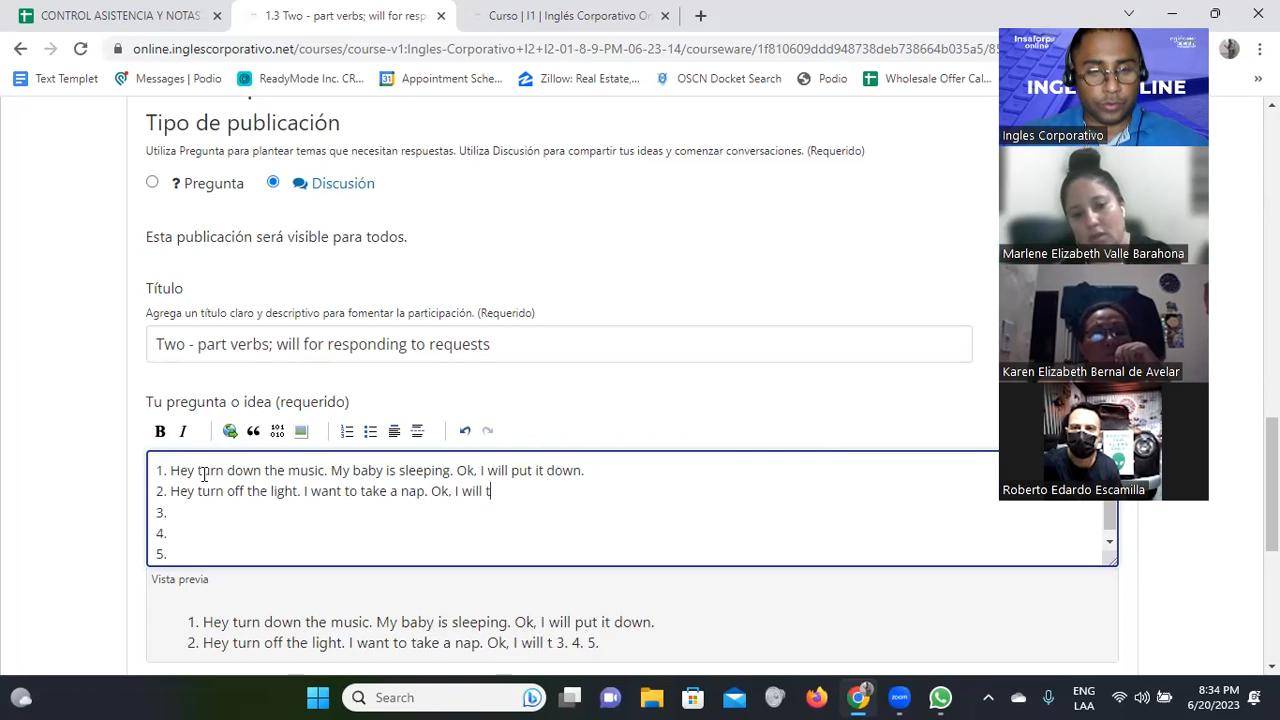 CONTROL ASISTENCIA Y NOTAS
1.3 Two - part verbs; will for resp
Curso | I1 | Inglés Corporativo On
online.inglescorporativo.net/courses/course-v1:Ingles-Corporativo+I2+I2-01-8-9-PM-06-23-14/courseware/1f810609ddd948738deb738664b035a5/85
Text Templet
Messages | Podio
ReadyMode Inc. CR...
Appointment Sche...
Zillow: Real Estate,...
OSCN Docket Search
Podio
Wholesale Offer Cal...
Tipo de publicación
Utiliza Pregunta para plantear temas que necesitan respuestas. Utiliza Discusión para compartir tus ideas y comenzar conversaciones. (Requerido)
? Pregunta
Discusión
Esta publicación será visible para todos.
Título
Agrega un título claro y descriptivo para fomentar la participación. (Requerido)
Two - part verbs; will for responding to requests
Tu pregunta o idea (requerido)
B I
1. Hey turn down the music. My baby is sleeping. Ok, I will put it down.
2. Hey turn off the light. I want to take a nap. Ok, I will t
3.
4.
5.
Vista previa
1. Hey turn down the music. My baby is sleeping. Ok, I will put it down.
2. Hey turn off the light. I want to take a nap. Ok, I will t 3. 4. 5.
Insaforp
online
Ingles Corporativo
Marlene Elizabeth Valle Barahona
Karen Elizabeth Bernal de Avelar
Roberto Edardo Escamilla
Search
ENG
LAA
8:34 PM
6/20/2023